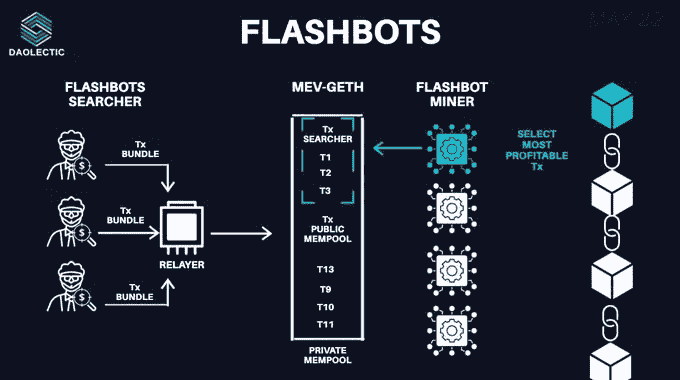 FLASHBOTS
MAY 22
DAOLECTIC
FLASHBOTS
SEARCHER
Tx
BUNDLE
Tx
BUNDLE
Tx
BUNDLE
RELAYER
MEV-GETH
Tx
SEARCHER
T1
T2
T3
Tx
PUBLIC
MEMPOOL
T13
T9
T10
T11
PRIVATE
MEMPOOL
FLASHBOT
MINER
SELECT
MOST
PROFITABLE
Tx